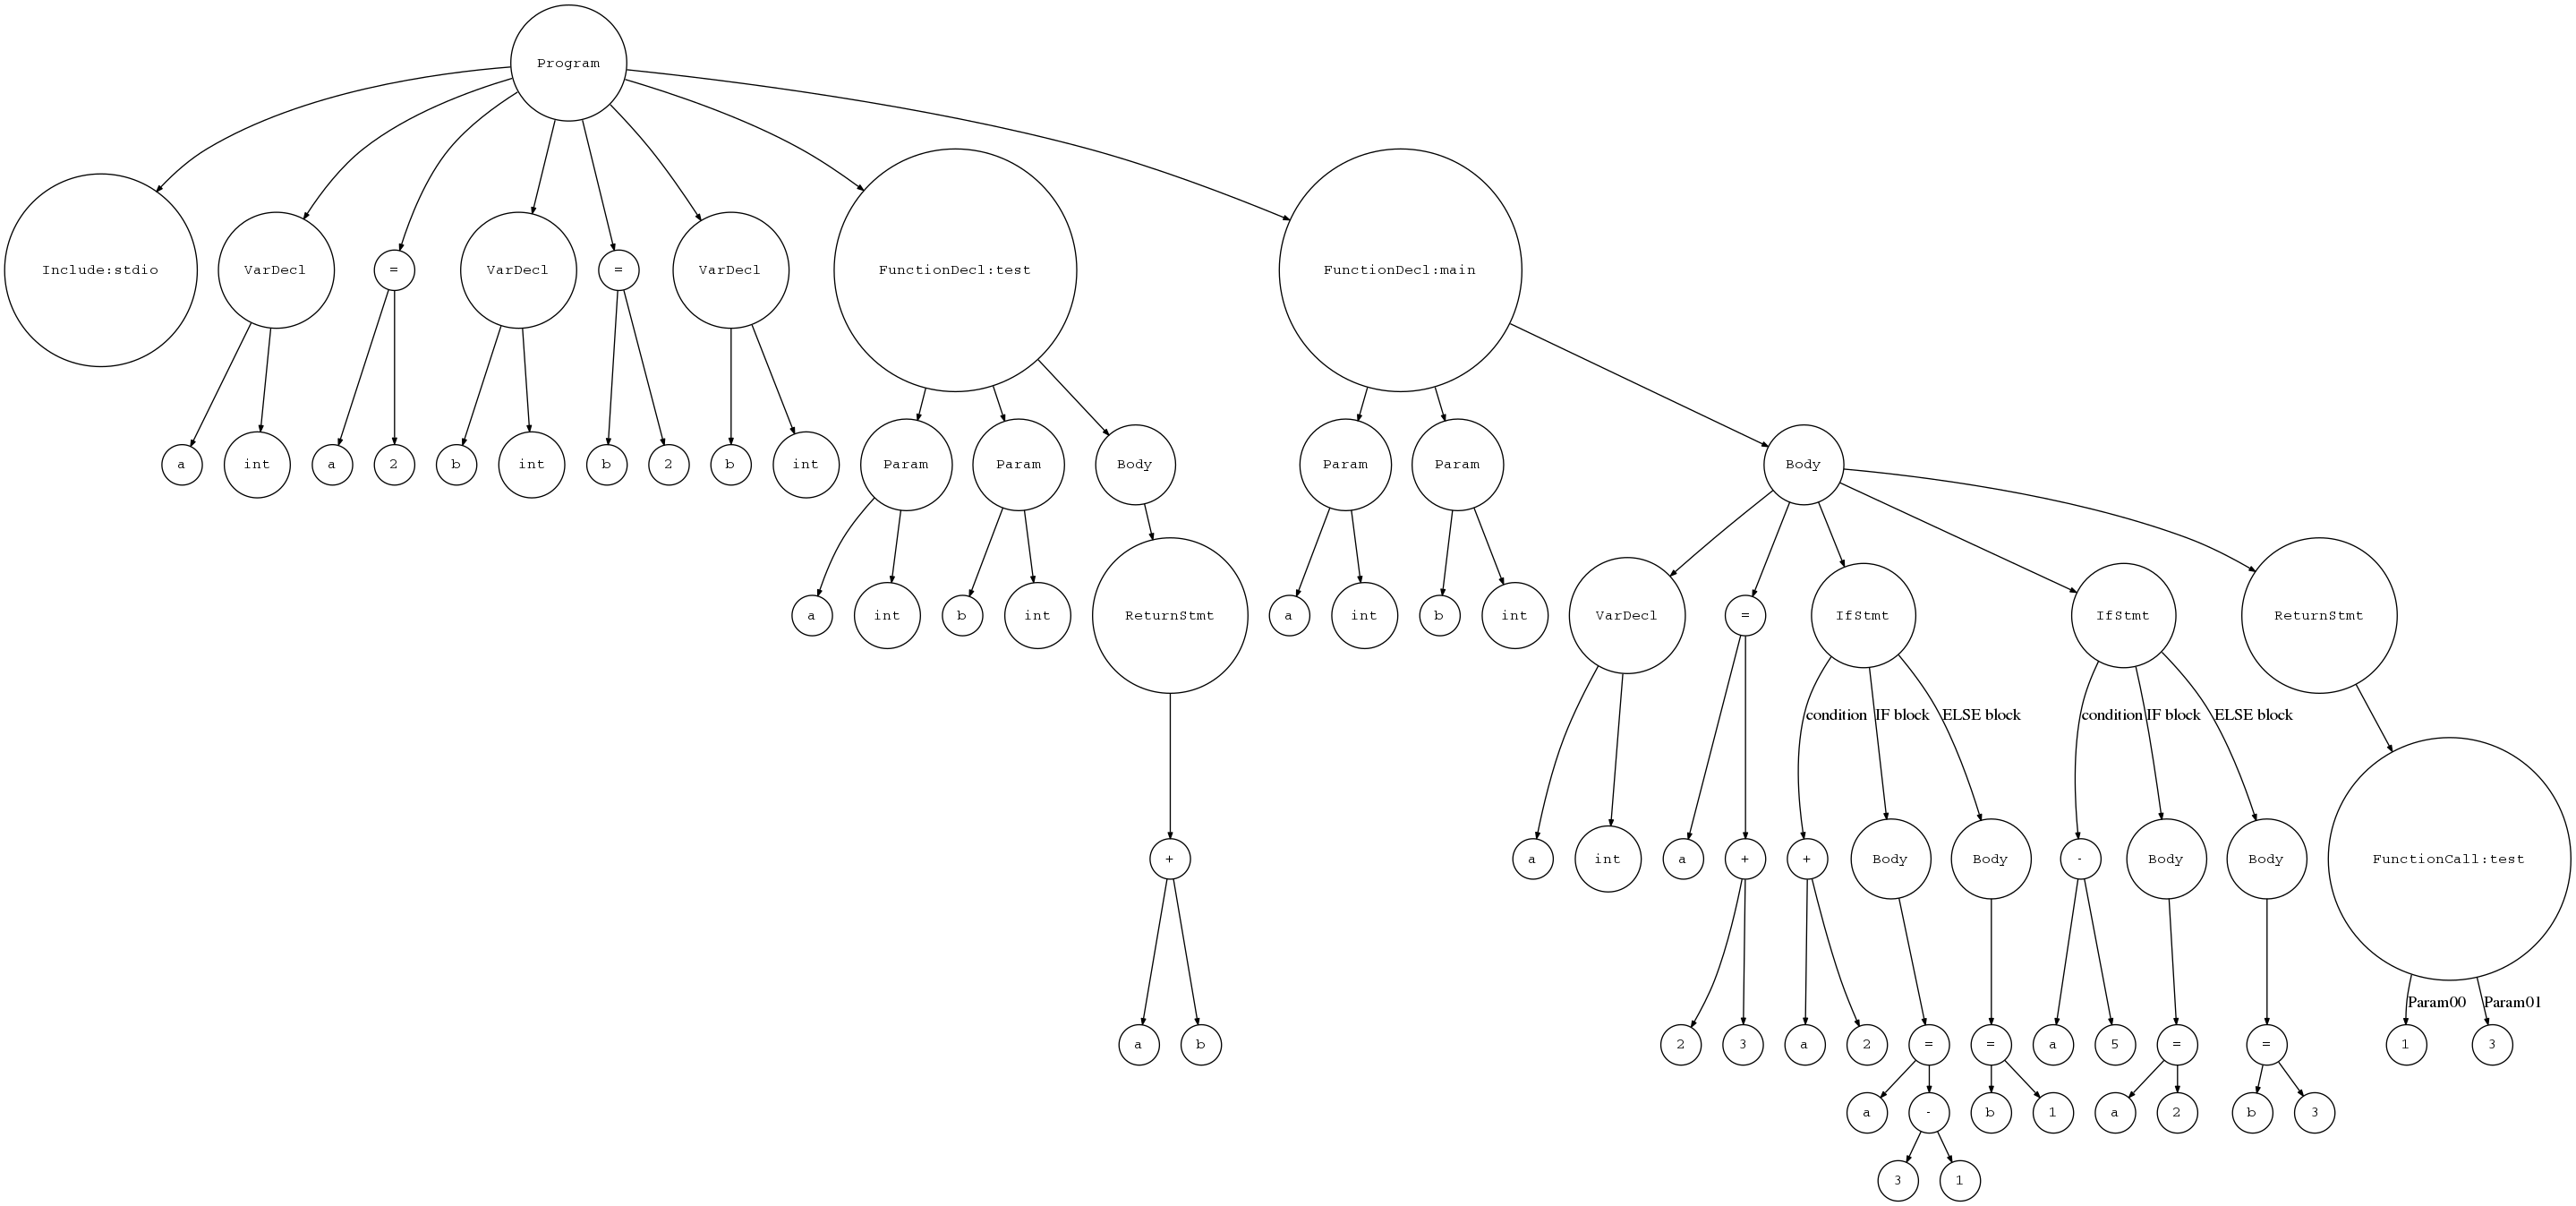 Program
Include:stdio
VarDecl
=
VarDecl
=
VarDecl
FunctionDecl:test
FunctionDecl:main
a
int
a
2
b
int
b
2
b
int
Param
Param
Body
Param
Param
Body
a
int
b
int
ReturnStmt
a
int
b
int
VarDecl
=
IfStmt
IfStmt
ReturnStmt
condition
IF block
ELSE block
condition
IF block
ELSE block
+
a
int
a
+
+
Body
Body
-
Body
Body
FunctionCall:test
Param00
Param01
a
b
2
3
a
2
=
=
a
5
=
=
1
3
a
-
b
1
a
2
b
3
3
1